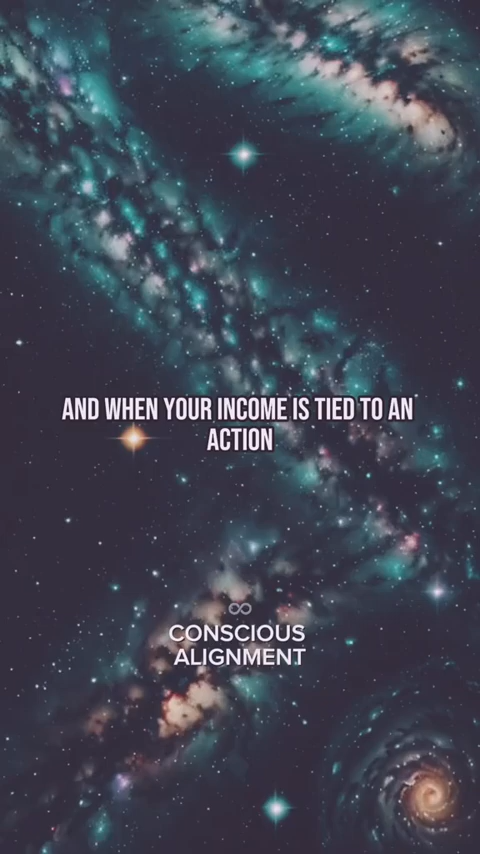 AND WHEN YOUR INCOME IS TIED TO AN
ACTION
CONSCIOUS
ALIGNMENT